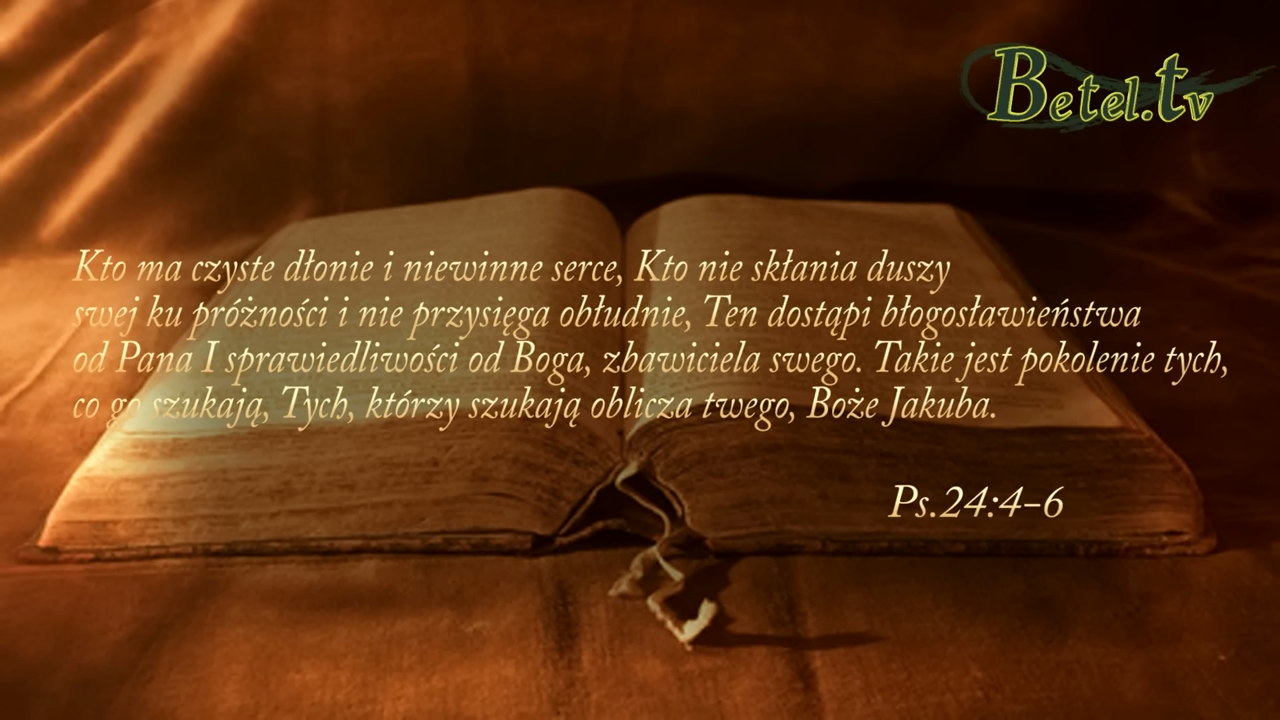 Betel.tv
Kto ma czyste dłonie i niewinne serce, Kto nie skłania duszy
swej ku próżności i nie przysięga obłudnie, Ten dostąpi błogosławieństwa
od Pana I sprawiedliwości od Boga, zbawiciela swego. Takie jest pokolenie tych,
co go szukają, Tych, którzy szukają oblicza twego, Boże Jakuba.
Ps.24:4-6